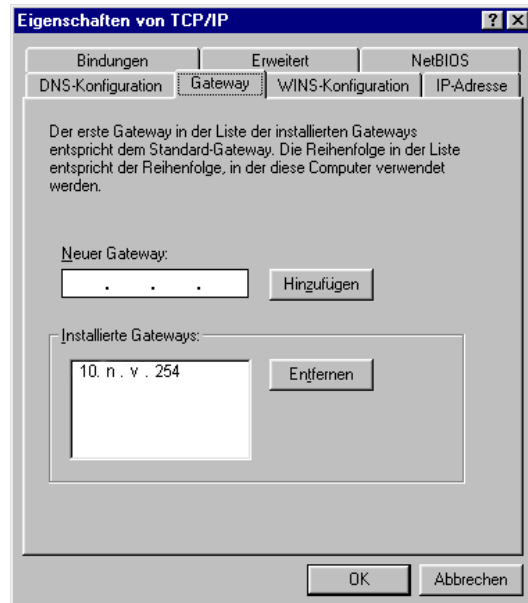 Eigenschaften von TCP/IP
Bindungen Erweitert NetBIOS
DNS-Konfiguration Gateway WINS-Konfiguration IP-Adresse
Der erste Gateway in der Liste der installierten Gateways
entspricht dem Standard-Gateway. Die Reihenfolge in der Liste
entspricht der Reihenfolge, in der diese Computer verwendet
werden.
Neuer Gateway:
. . . Hinzufügen
Installierte Gateways:
10. n . v . 254 Entfernen
OK Abbrechen